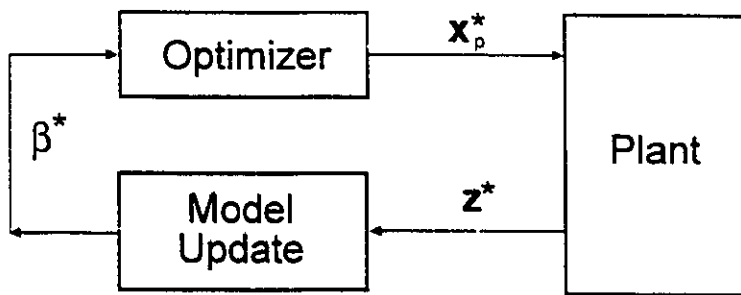 Optimizer
x*p
Plant
β*
Model
Update
z*